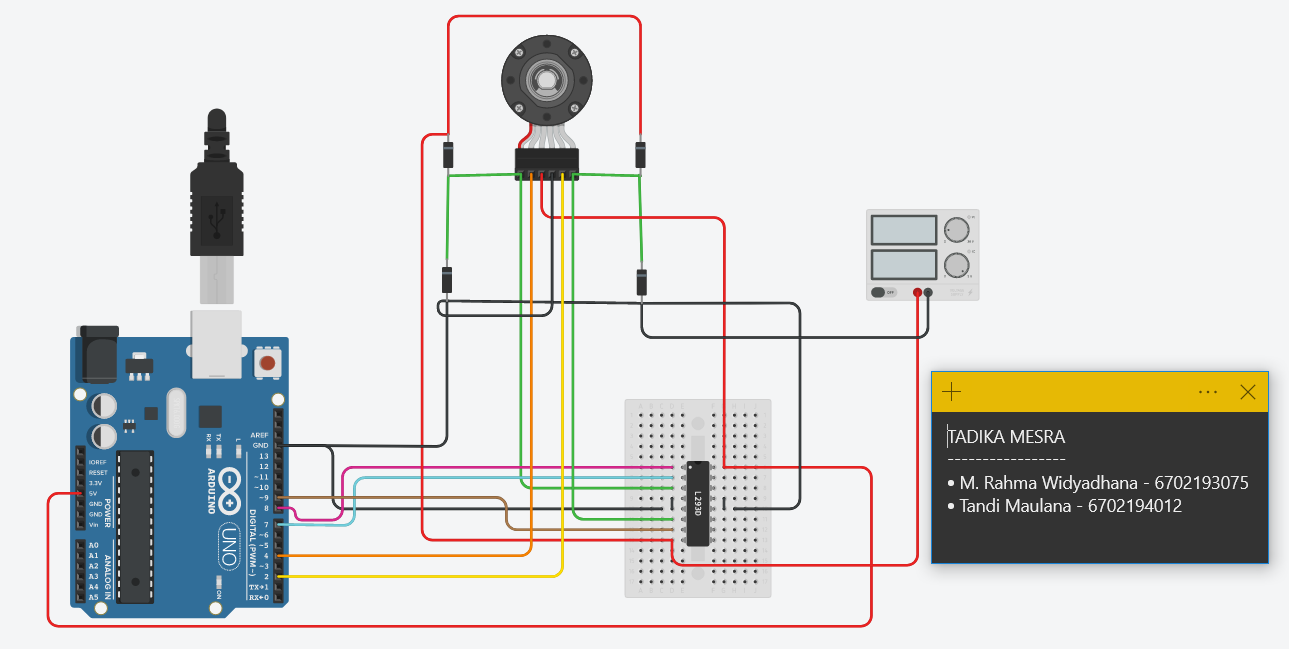 AREF
GND
13
12
~11
~10
~9
8
7
~6
~5
4
~3
2
TX→1
RX←0
DIGITAL (PWM~)
RX
TX
L
ARDUINO
UNO
ON
IOREF
RESET
3.3V
5V
GND
GND
Vin
POWER
A0
A1
A2
A3
A4
A5
ANALOG IN
L293D
OFF
TADIKA MESRA
-----------------
• M. Rahma Widyadhana - 6702193075
• Tandi Maulana - 6702194012